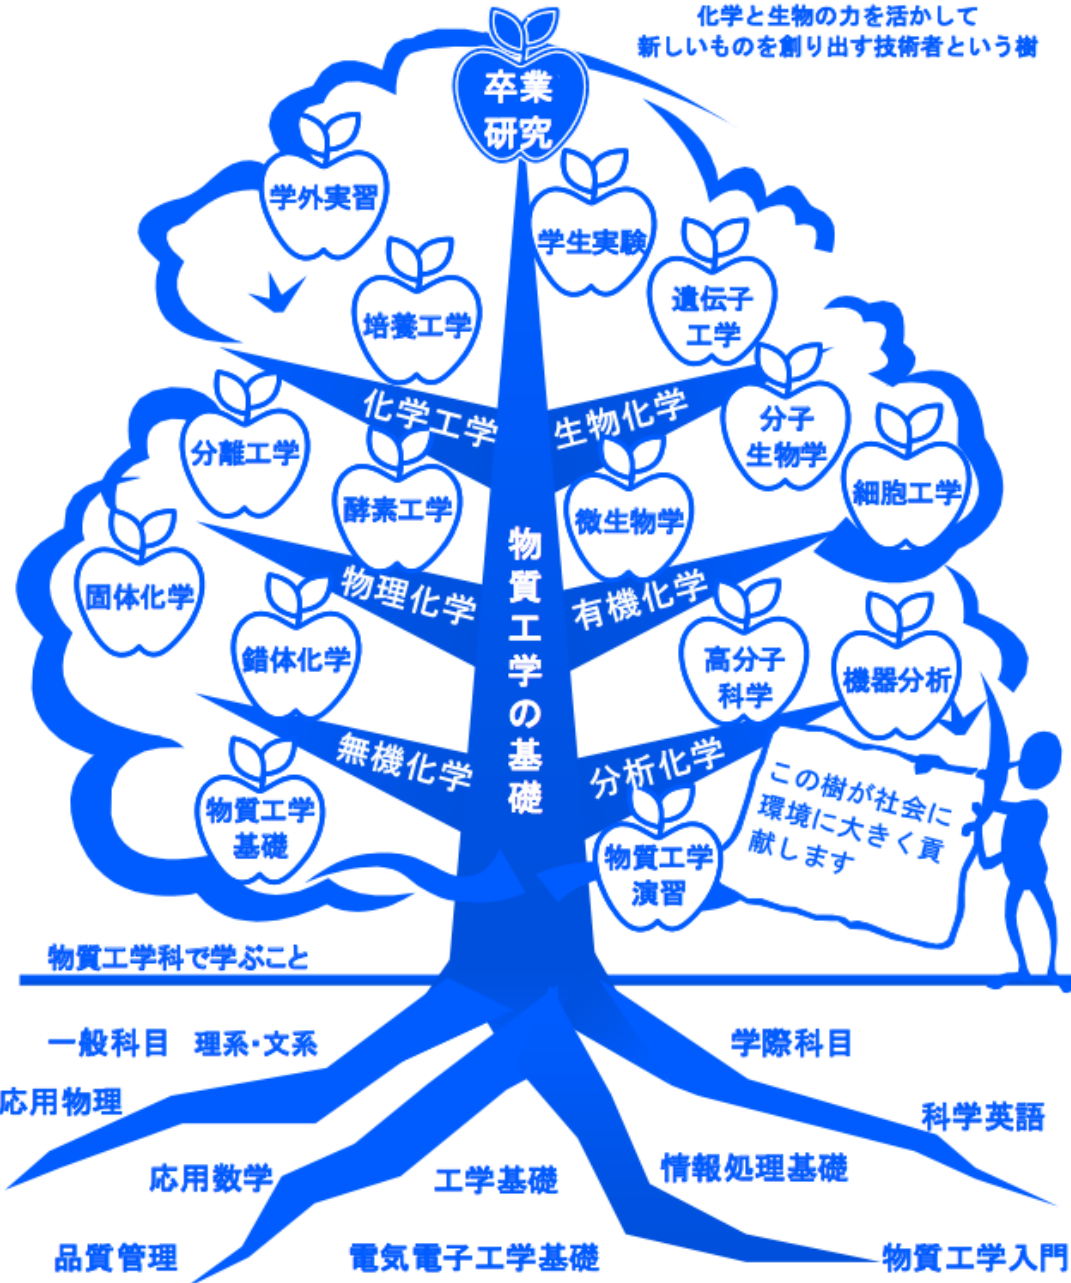 化学と生物の力を活かして
新しいものを創り出す技術者という樹
卒業
研究
学外実習
学生実験
培養工学
遺伝子
工学
化学工学
生物化学
分子
生物学
分離工学
酵素工学
微生物学
細胞工学
物質工学の基礎
物理化学
有機化学
固体化学
錯体化学
高分子
科学
機器分析
無機化学
分析化学
物質工学
基礎
物質工学
演習
この樹が社会に
環境に大きく貢
献します
物質工学科で学ぶこと
一般科目 理系・文系
学際科目
応用物理
科学英語
応用数学
工学基礎
情報処理基礎
品質管理
電気電子工学基礎
物質工学入門